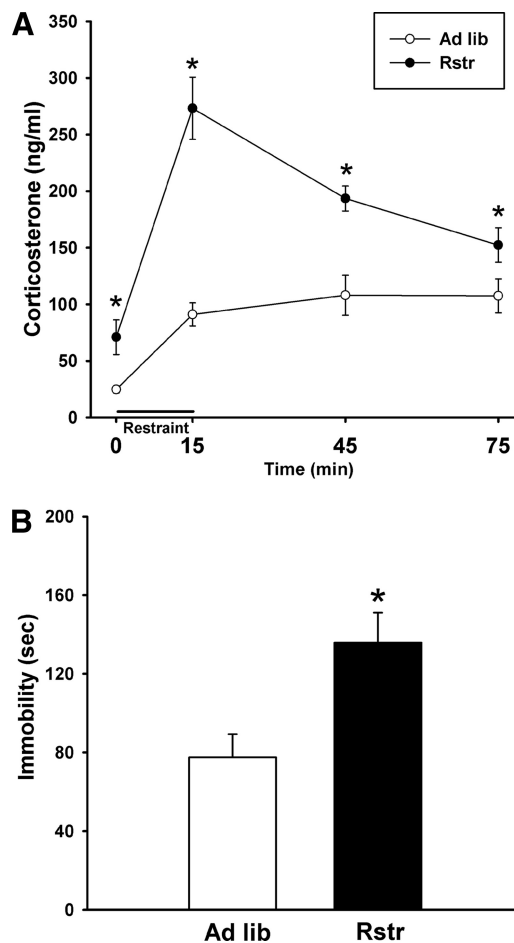 A
350
Ad lib
Rstr
300
*
250
Corticosterone (ng/ml)
200
*
*
150
*
100
50
0
Restraint
0 15 45 75
Time (min)
B
200
160
*
Immobility (sec)
120
80
40
0
Ad lib Rstr